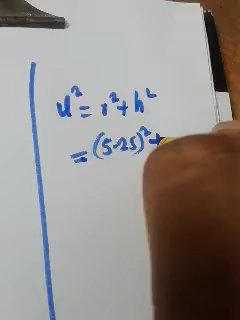 u² = r² + h²
= (5.25)² +